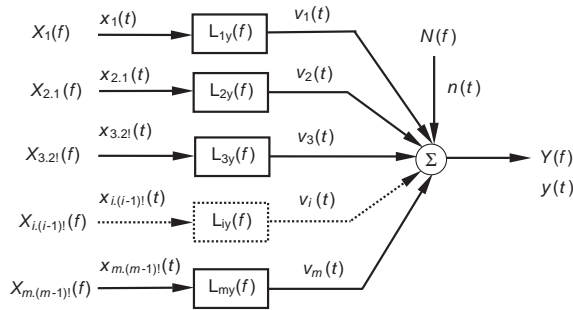 x1(t) v1(t)
X1(f) L1y(f) N(f)
x2.1(t) v2(t) n(t)
X2.1(f) L2y(f)
x3.2!(t) v3(t)
X3.2!(f) L3y(f) Σ Y(f)
xi.(i-1)!(t) vi(t) y(t)
Xi.(i-1)!(f) Liy(f)
xm.(m-1)!(t) vm(t)
Xm.(m-1)!(f) Lmy(f)